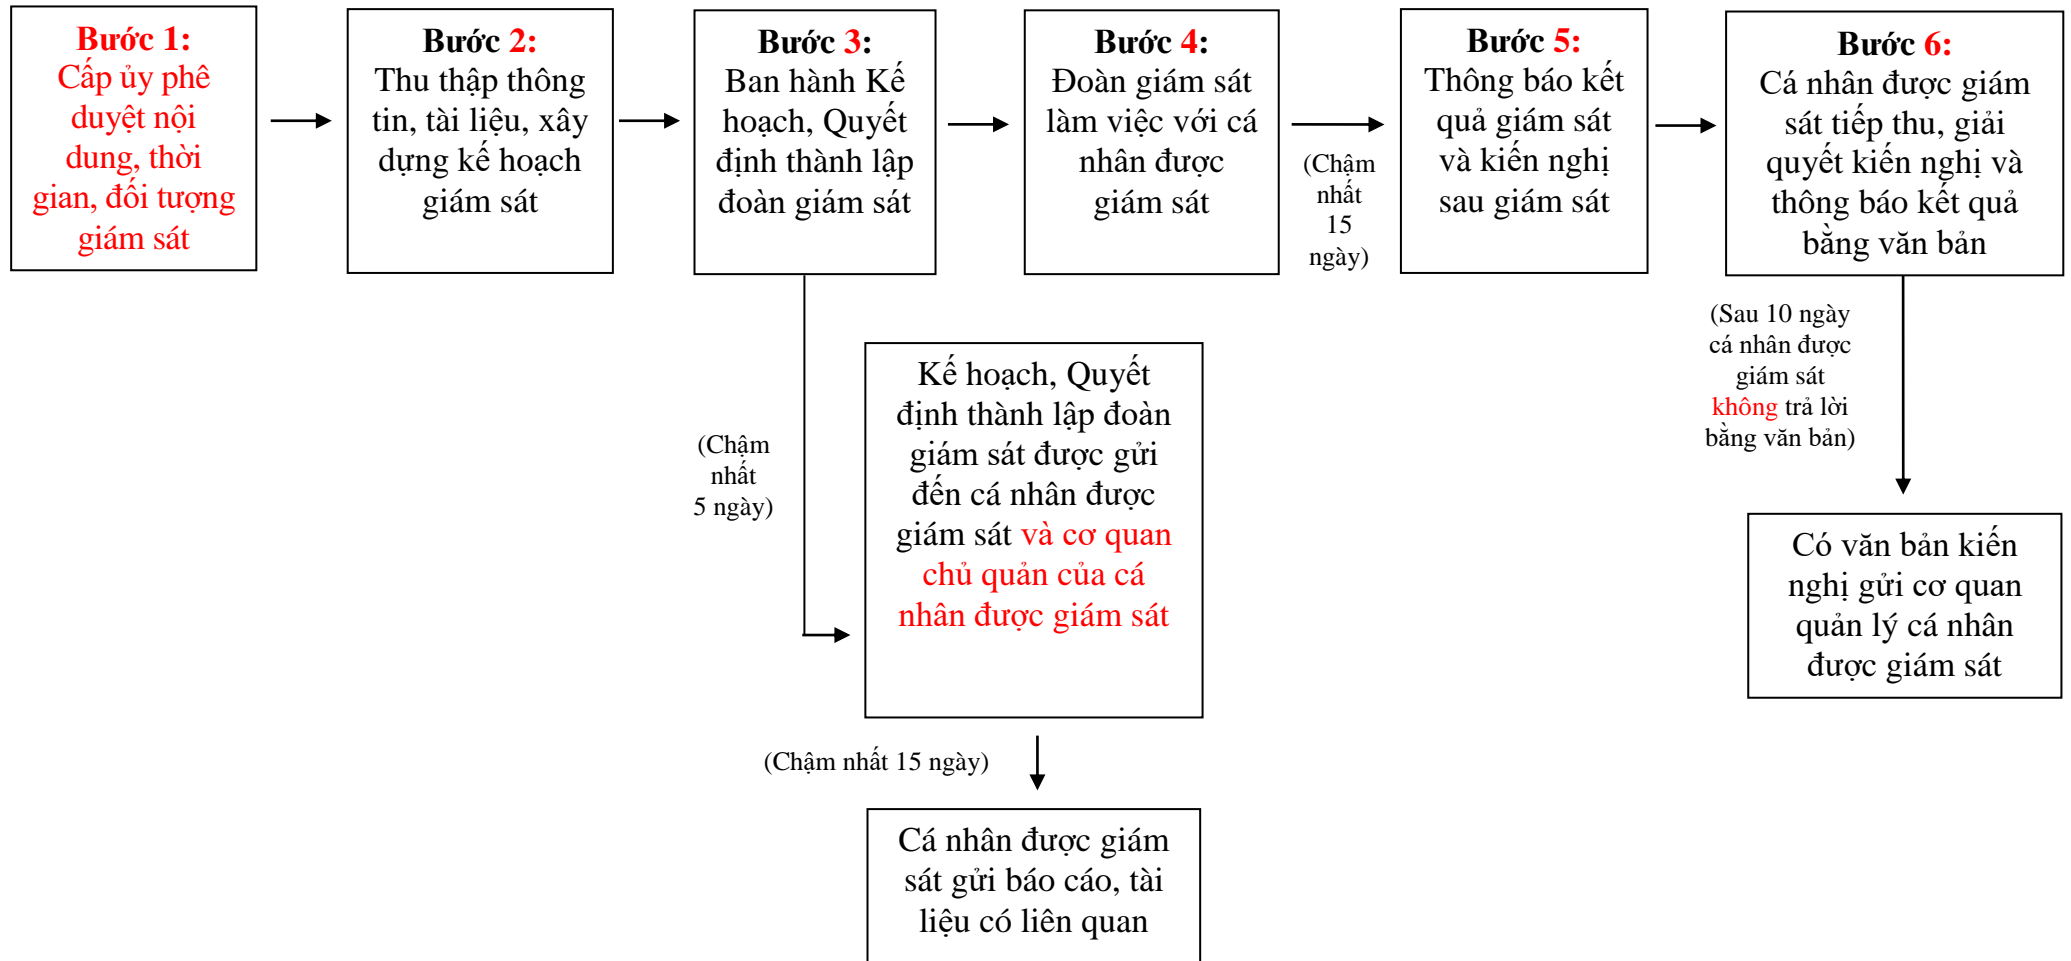 Bước 1:
Cấp ủy phê
duyệt nội
dung, thời
gian, đối tượng
giám sát
Bước 2:
Thu thập thông
tin, tài liệu, xây
dựng kế hoạch
giám sát
Bước 3:
Ban hành Kế
hoạch, Quyết
định thành lập
đoàn giám sát
Bước 4:
Đoàn giám sát
làm việc với cá
nhân được
giám sát
(Chậm
nhất
15
ngày)
Bước 5:
Thông báo kết
quả giám sát
và kiến nghị
sau giám sát
Bước 6:
Cá nhân được giám
sát tiếp thu, giải
quyết kiến nghị và
thông báo kết quả
bằng văn bản
(Chậm
nhất
5 ngày)
Kế hoạch, Quyết
định thành lập đoàn
giám sát được gửi
đến cá nhân được
giám sát và cơ quan
chủ quản của cá
nhân được giám sát
(Sau 10 ngày
cá nhân được
giám sát
không trả lời
bằng văn bản)
Có văn bản kiến
nghị gửi cơ quan
quản lý cá nhân
được giám sát
(Chậm nhất 15 ngày)
Cá nhân được giám
sát gửi báo cáo, tài
liệu có liên quan